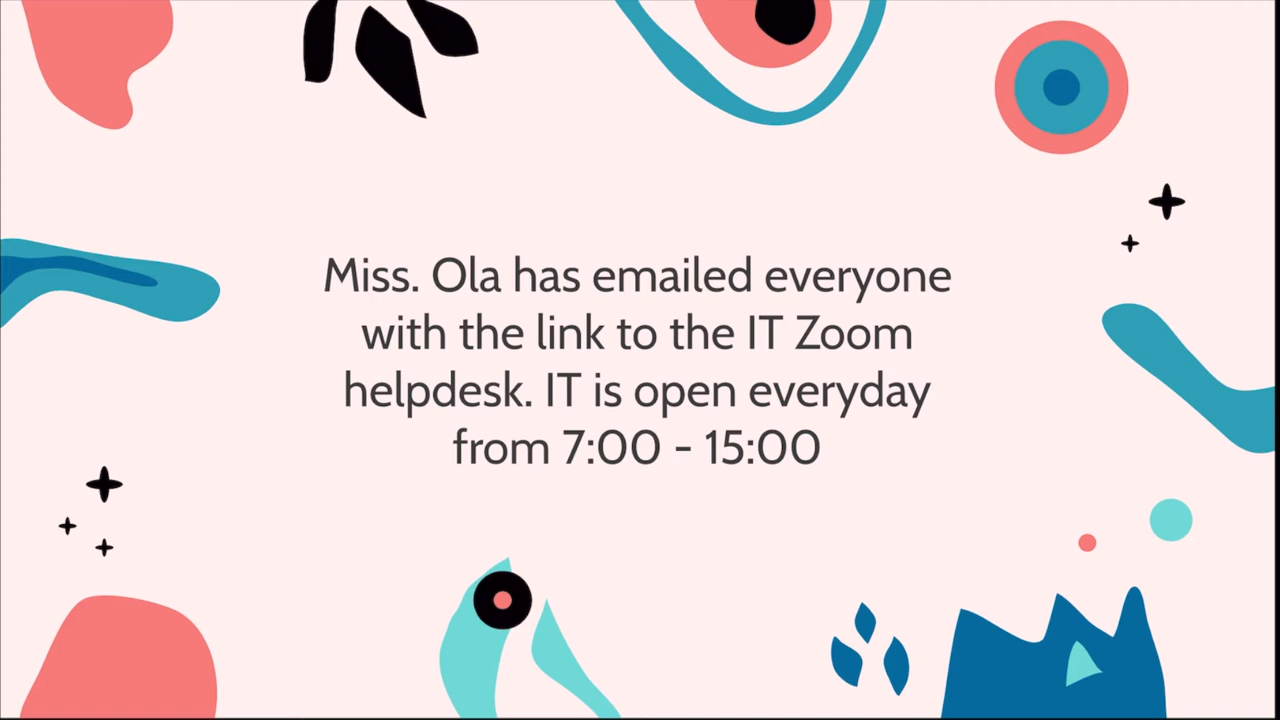 Miss. Ola has emailed everyone
with the link to the IT Zoom
helpdesk. IT is open everyday
from 7:00 - 15:00